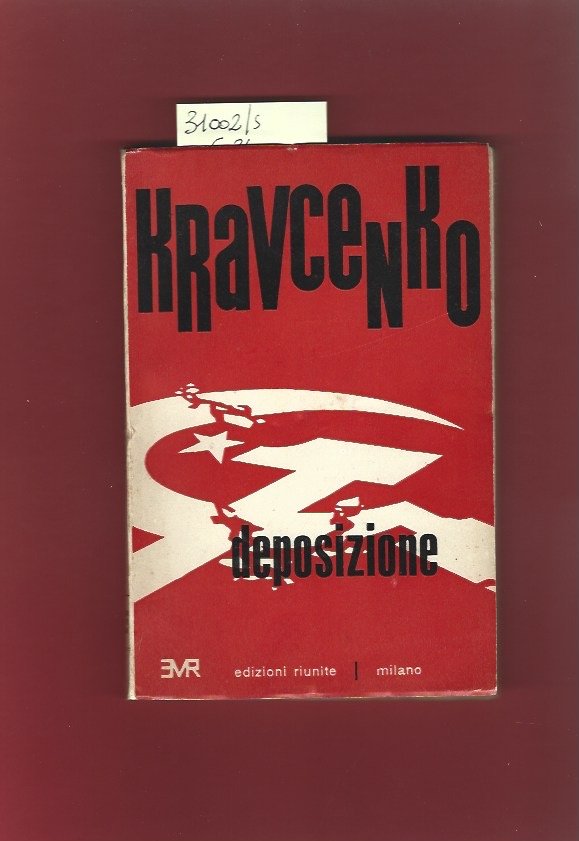 31002/s
KRavceNKO
deposizione
EMR edizioni riunite | milano